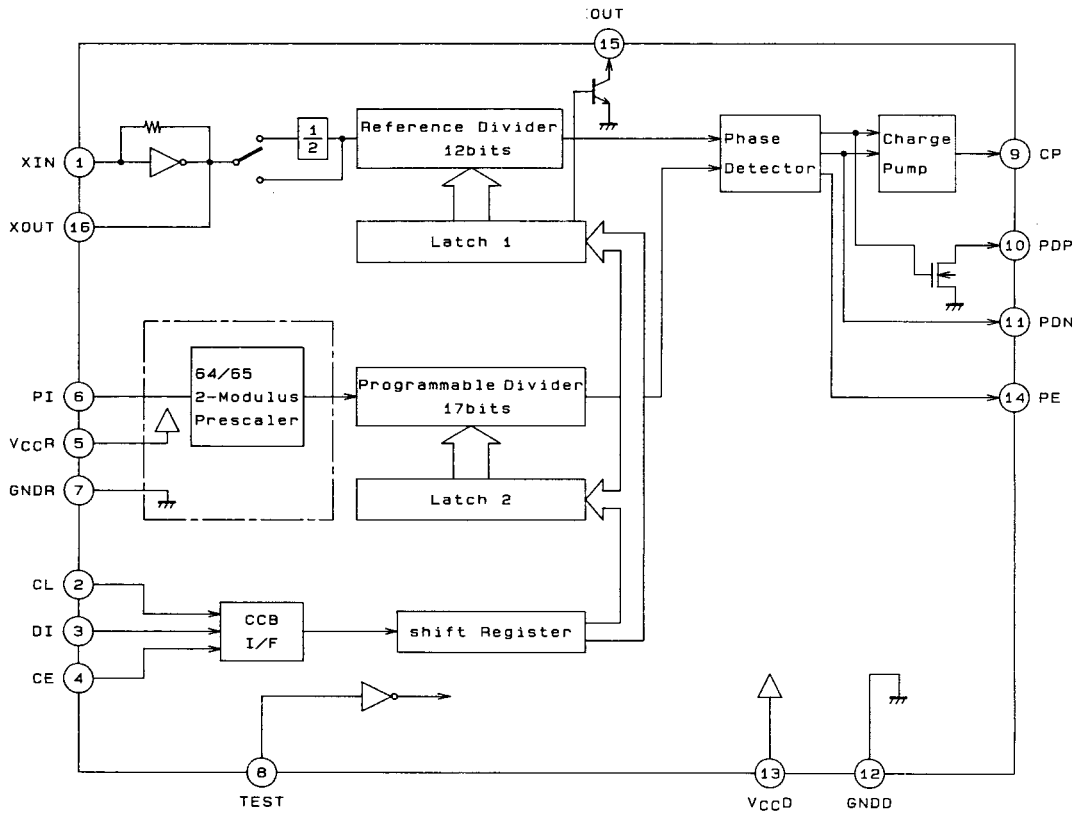 OUT
15
XIN
1
1
2
Reference Divider
12bits
Phase
Detector
Charge
Pump
9
CP
XOUT
16
Latch 1
10
PDP
11
PDN
PI
6
64/65
2-Modulus
Prescaler
Programmable Divider
17bits
14
PE
VCCR
5
GNDR
7
Latch 2
CL
2
DI
3
CE
4
CCB
I/F
shift Register
8
TEST
13
VCCD
12
GNDD